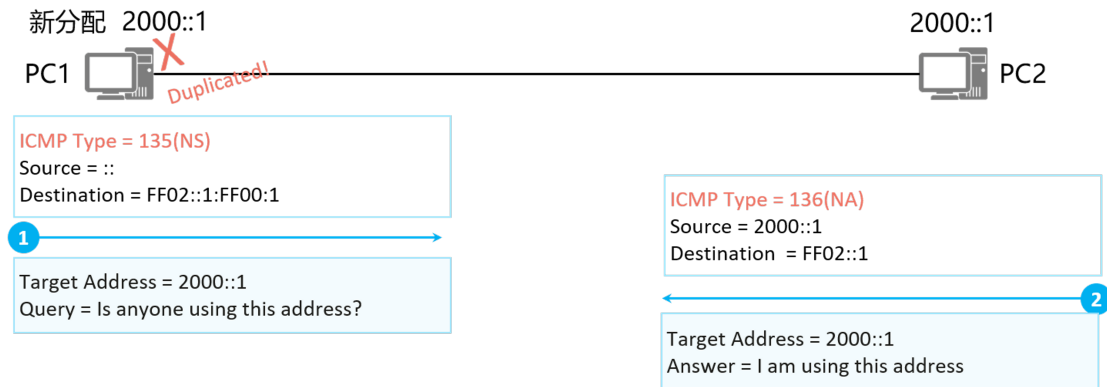 新分配 2000::1
2000::1
PC1
X
Duplicated!
PC2
ICMP Type = 135(NS)
Source = ::
Destination = FF02::1:FF00:1
1
Target Address = 2000::1
Query = Is anyone using this address?
ICMP Type = 136(NA)
Source = 2000::1
Destination = FF02::1
2
Target Address = 2000::1
Answer = I am using this address